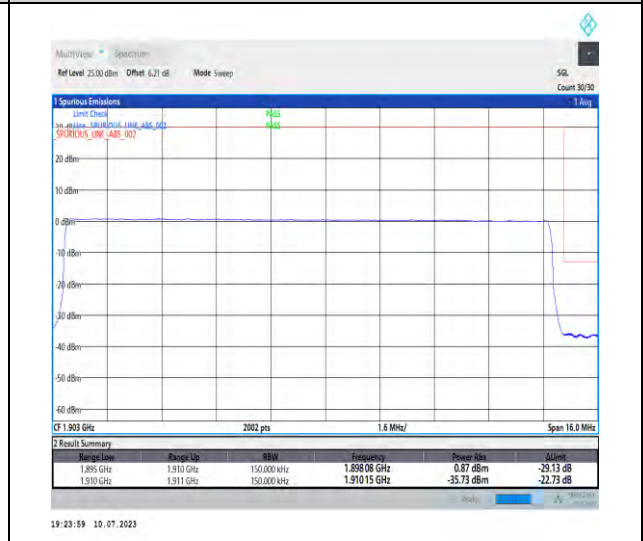 MultiView Spectrum
Ref Level 25.00 dBm Offset 6.21 dB Mode Sweep SGL
Count 30/30
1 Spurious Emissions 1 Avg
Limit Check PASS
Line _SPURIOUS_LINE_ABS_002 PASS
_SPURIOUS_LINE_ABS_002
20 dBm
10 dBm
0 dBm
-10 dBm
-20 dBm
-30 dBm
-40 dBm
-50 dBm
-60 dBm
CF 1.903 GHz 2002 pts 1.6 MHz/ Span 16.0 MHz
2 Result Summary
Range Low Range Up RBW Frequency Power Abs ΔLimit
1.895 GHz 1.910 GHz 150.000 kHz 1.89808 GHz 0.87 dBm -29.13 dB
1.910 GHz 1.911 GHz 150.000 kHz 1.91015 GHz -35.73 dBm -22.73 dB
Ready
19:23:59 10.07.2023